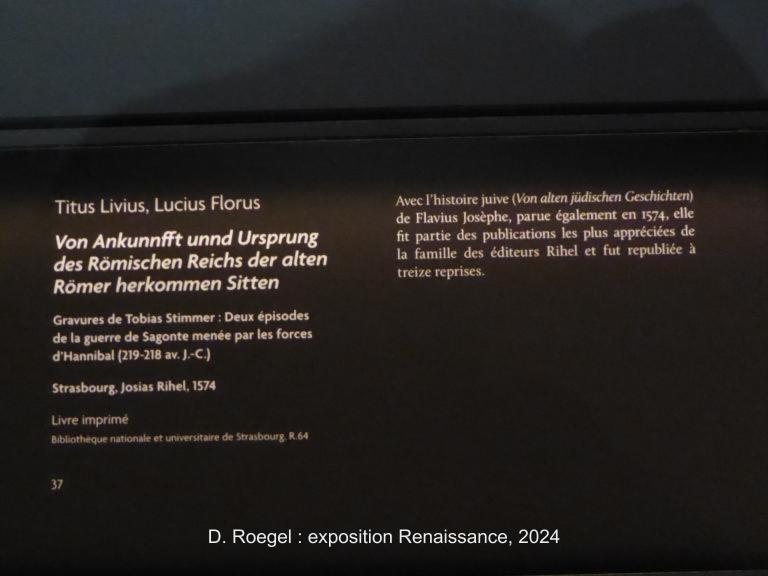 Titus Livius, Lucius Florus
Von Ankunnfft unnd Ursprung
des Römischen Reichs der alten
Römer herkommen Sitten
Gravures de Tobias Stimmer : Deux épisodes
de la guerre de Sagonte menée par les forces
d'Hannibal (219-218 av. J.-C.)
Strasbourg, Josias Rihel, 1574
Livre imprimé
Bibliothèque nationale et universitaire de Strasbourg, R.64
37
Avec l'histoire juive (Von alten jüdischen Geschichten)
de Flavius Josèphe, parue également en 1574, elle
fit partie des publications les plus appréciées de
la famille des éditeurs Rihel et fut republiée à
treize reprises.
D. Roegel : exposition Renaissance, 2024